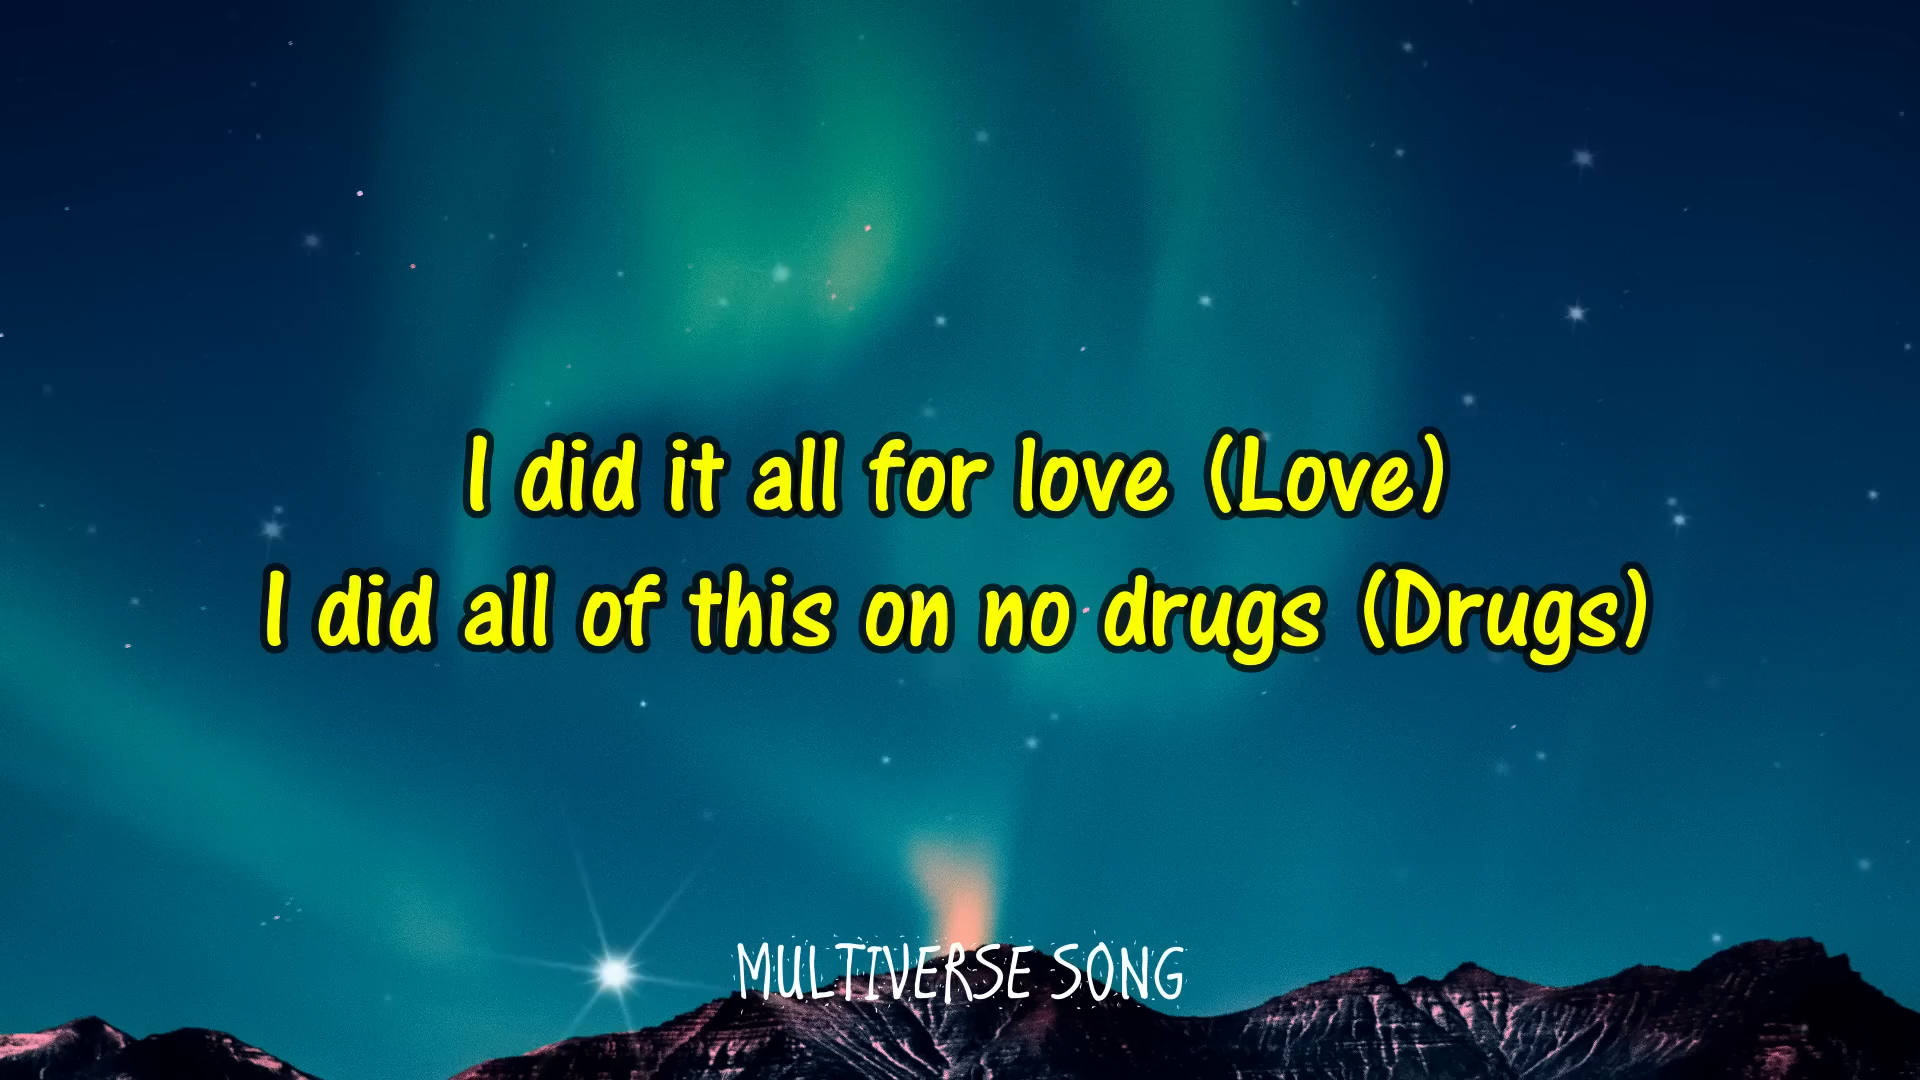 I did it all for love (Love)
I did all of this on no drugs (Drugs)
MULTIVERSE SONG